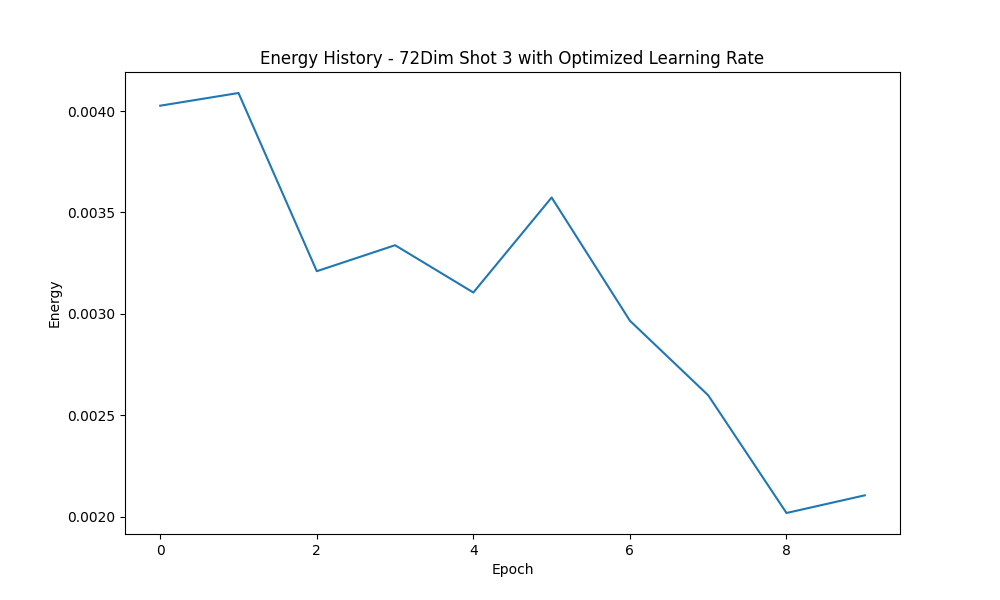 Energy History - 72Dim Shot 3 with Optimized Learning Rate
0.0040
0.0035
0.0030
0.0025
0.0020
Energy
0 2 4 6 8
Epoch